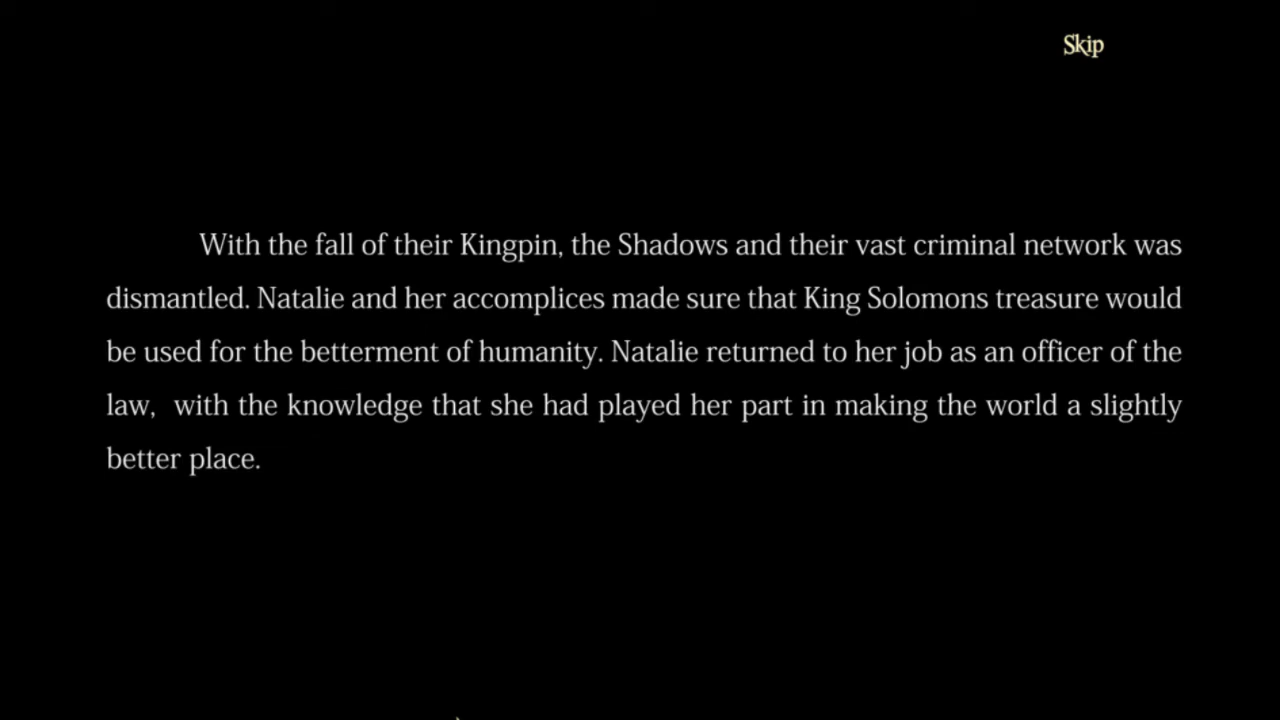 Skip
With the fall of their Kingpin, the Shadows and their vast criminal network was
dismantled. Natalie and her accomplices made sure that King Solomons treasure would
be used for the betterment of humanity. Natalie returned to her job as an officer of the
law,  with the knowledge that she had played her part in making the world a slightly
better place.